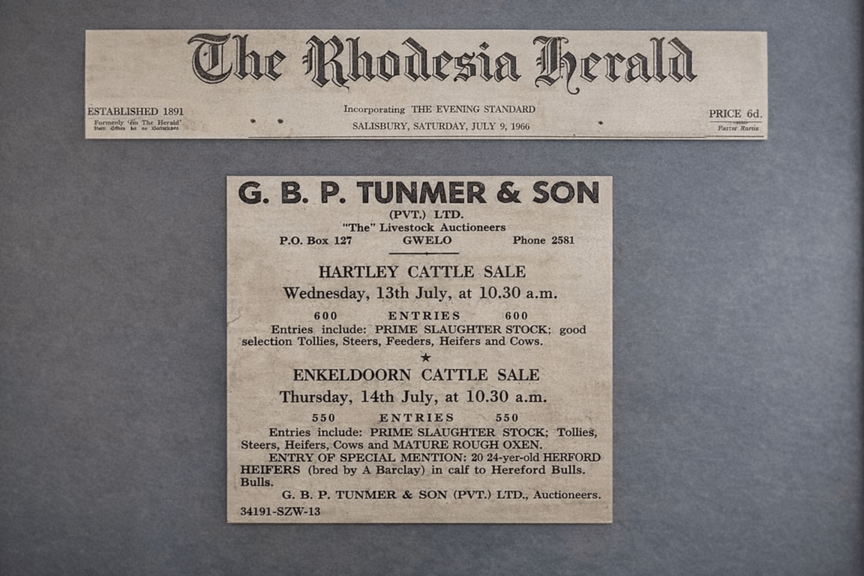 The Rhodesia Herald
ESTABLISHED 1891
Incorporating THE EVENING STANDARD
PRICE 6d.
Formerly The Herald'
SALISBURY, SATURDAY, JULY 9, 1966
G. B. P. TUNMER & SON
(PVT.) LTD.
"The" Livestock Auctioneers
P.O. Box 127 GWELO Phone 2581
HARTLEY CATTLE SALE
Wednesday, 13th July, at 10.30 a.m.
600 ENTRIES 600
Entries include: PRIME SLAUGHTER STOCK; good
selection Tollies, Steers, Feeders, Heifers and Cows.
★
ENKELDOORN CATTLE SALE
Thursday, 14th July, at 10.30 a.m.
550 ENTRIES 550
Entries include: PRIME SLAUGHTER STOCK; Tollies,
Steers, Heifers, Cows and MATURE ROUGH OXEN.
ENTRY OF SPECIAL MENTION: 20 24-yer-old HERFORD
HEIFERS (bred by A Barclay) in calf to Hereford Bulls.
Bulls.
G. B. P. TUNMER & SON (PVT.) LTD., Auctioneers.
34191-SZW-13